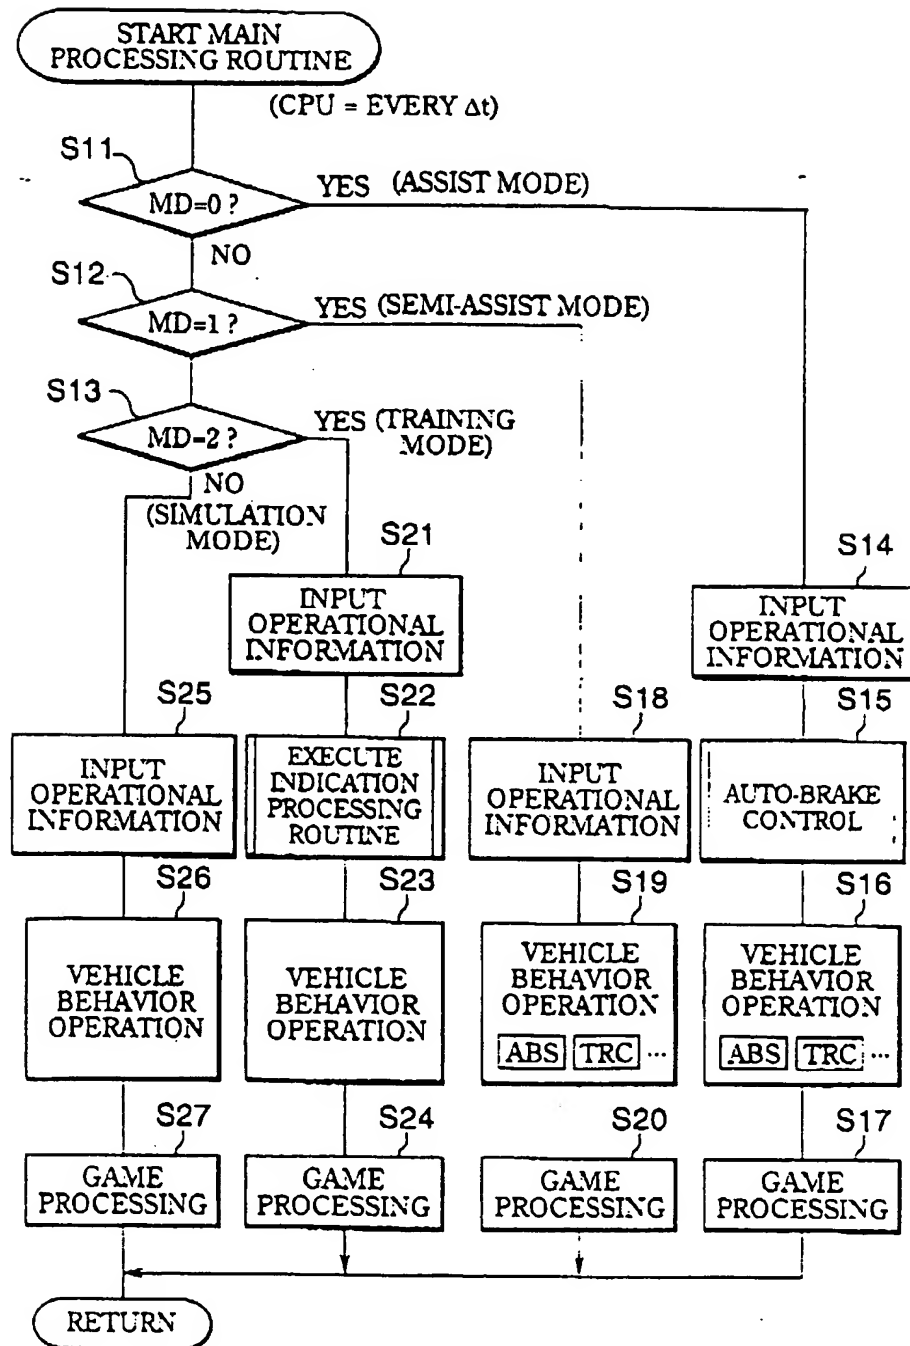 START MAIN
PROCESSING ROUTINE
(CPU = EVERY Δt)
S11
MD=0 ?
YES (ASSIST MODE)
NO
S12
MD=1 ?
YES (SEMI-ASSIST MODE)
S13
MD=2 ?
YES (TRAINING
MODE)
NO
(SIMULATION
MODE)
S21
INPUT
OPERATIONAL
INFORMATION
S14
INPUT
OPERATIONAL
INFORMATION
S25
INPUT
OPERATIONAL
INFORMATION
S22
EXECUTE
INDICATION
PROCESSING
ROUTINE
S18
INPUT
OPERATIONAL
INFORMATION
S15
AUTO-BRAKE
CONTROL
S26
VEHICLE
BEHAVIOR
OPERATION
S23
VEHICLE
BEHAVIOR
OPERATION
S19
VEHICLE
BEHAVIOR
OPERATION
ABS TRC ...
S16
VEHICLE
BEHAVIOR
OPERATION
ABS TRC ...
S27
GAME
PROCESSING
S24
GAME
PROCESSING
S20
GAME
PROCESSING
S17
GAME
PROCESSING
RETURN